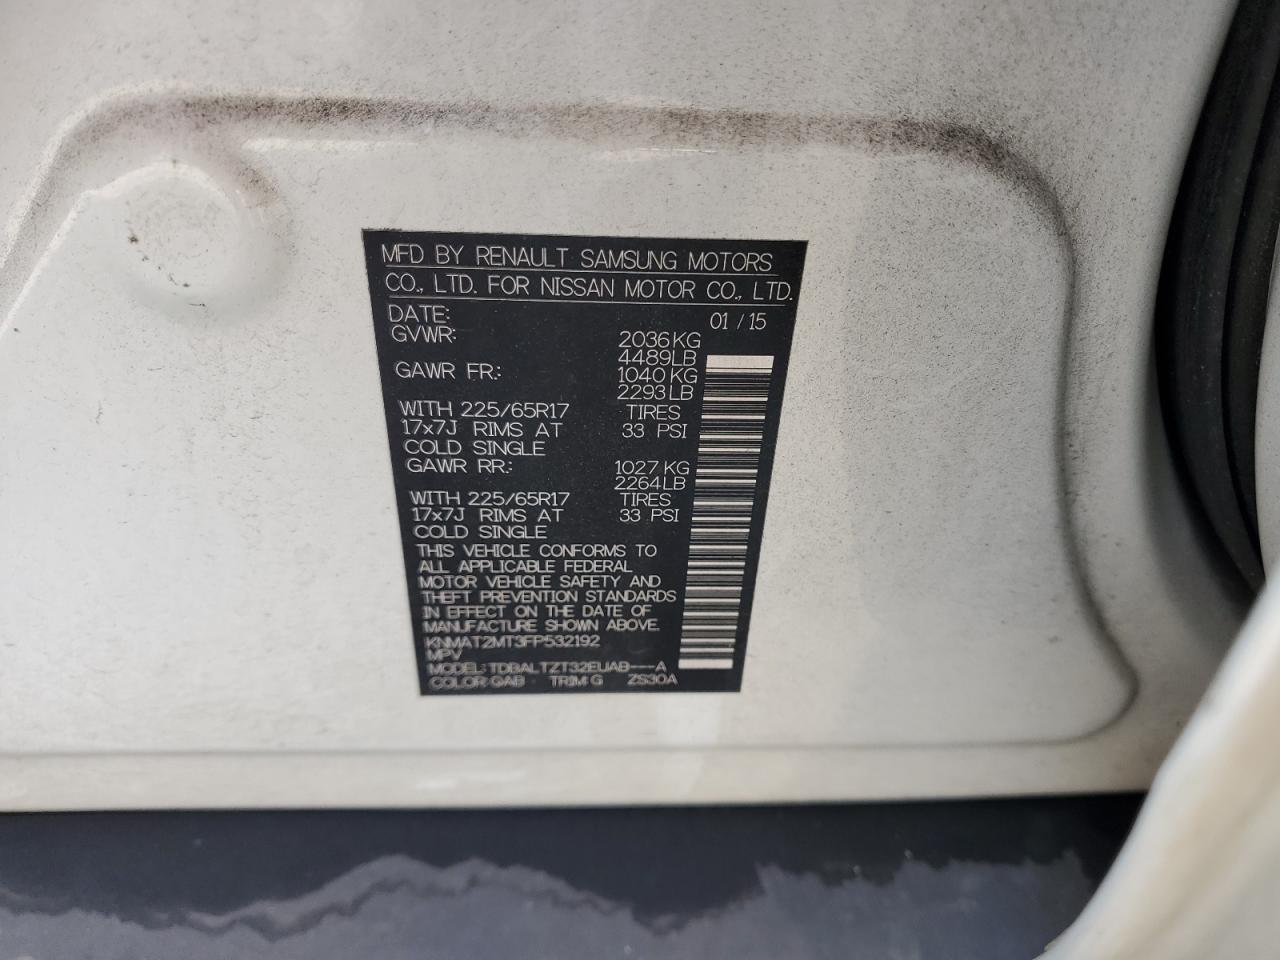 MFD BY RENAULT SAMSUNG MOTORS
CO., LTD. FOR NISSAN MOTOR CO., LTD.
DATE: 01 / 15
GVWR: 2036KG
4489LB
GAWR FR: 1040KG
2293LB
WITH 225/65R17 TIRES
17x7J RIMS AT 33 PSI
COLD SINGLE
GAWR RR: 1027KG
2264LB
WITH 225/65R17 TIRES
17x7J RIMS AT 33 PSI
COLD SINGLE
THIS VEHICLE CONFORMS TO
ALL APPLICABLE FEDERAL
MOTOR VEHICLE SAFETY AND
THEFT PREVENTION STANDARDS
IN EFFECT ON THE DATE OF
MANUFACTURE SHOWN ABOVE.
KNMAT2MT3FP532192
MPV
MODEL: TDBALTZT32EUAB---A
COLOR: QAB TRIM: G ZS30A